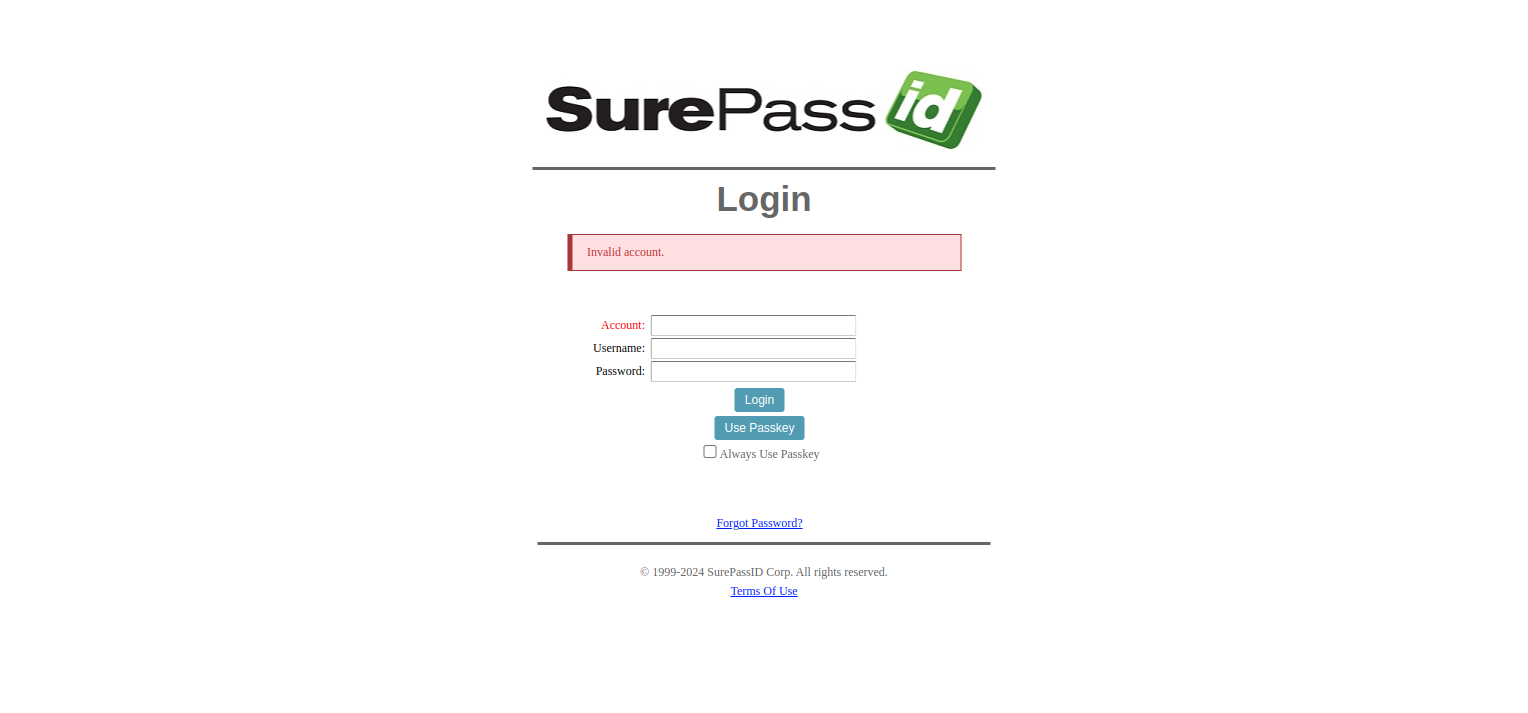 SurePass id
Login
Invalid account.
Account:
Username:
Password:
Login
Use Passkey
Always Use Passkey
Forgot Password?
© 1999-2024 SurePassID Corp. All rights reserved.
Terms Of Use